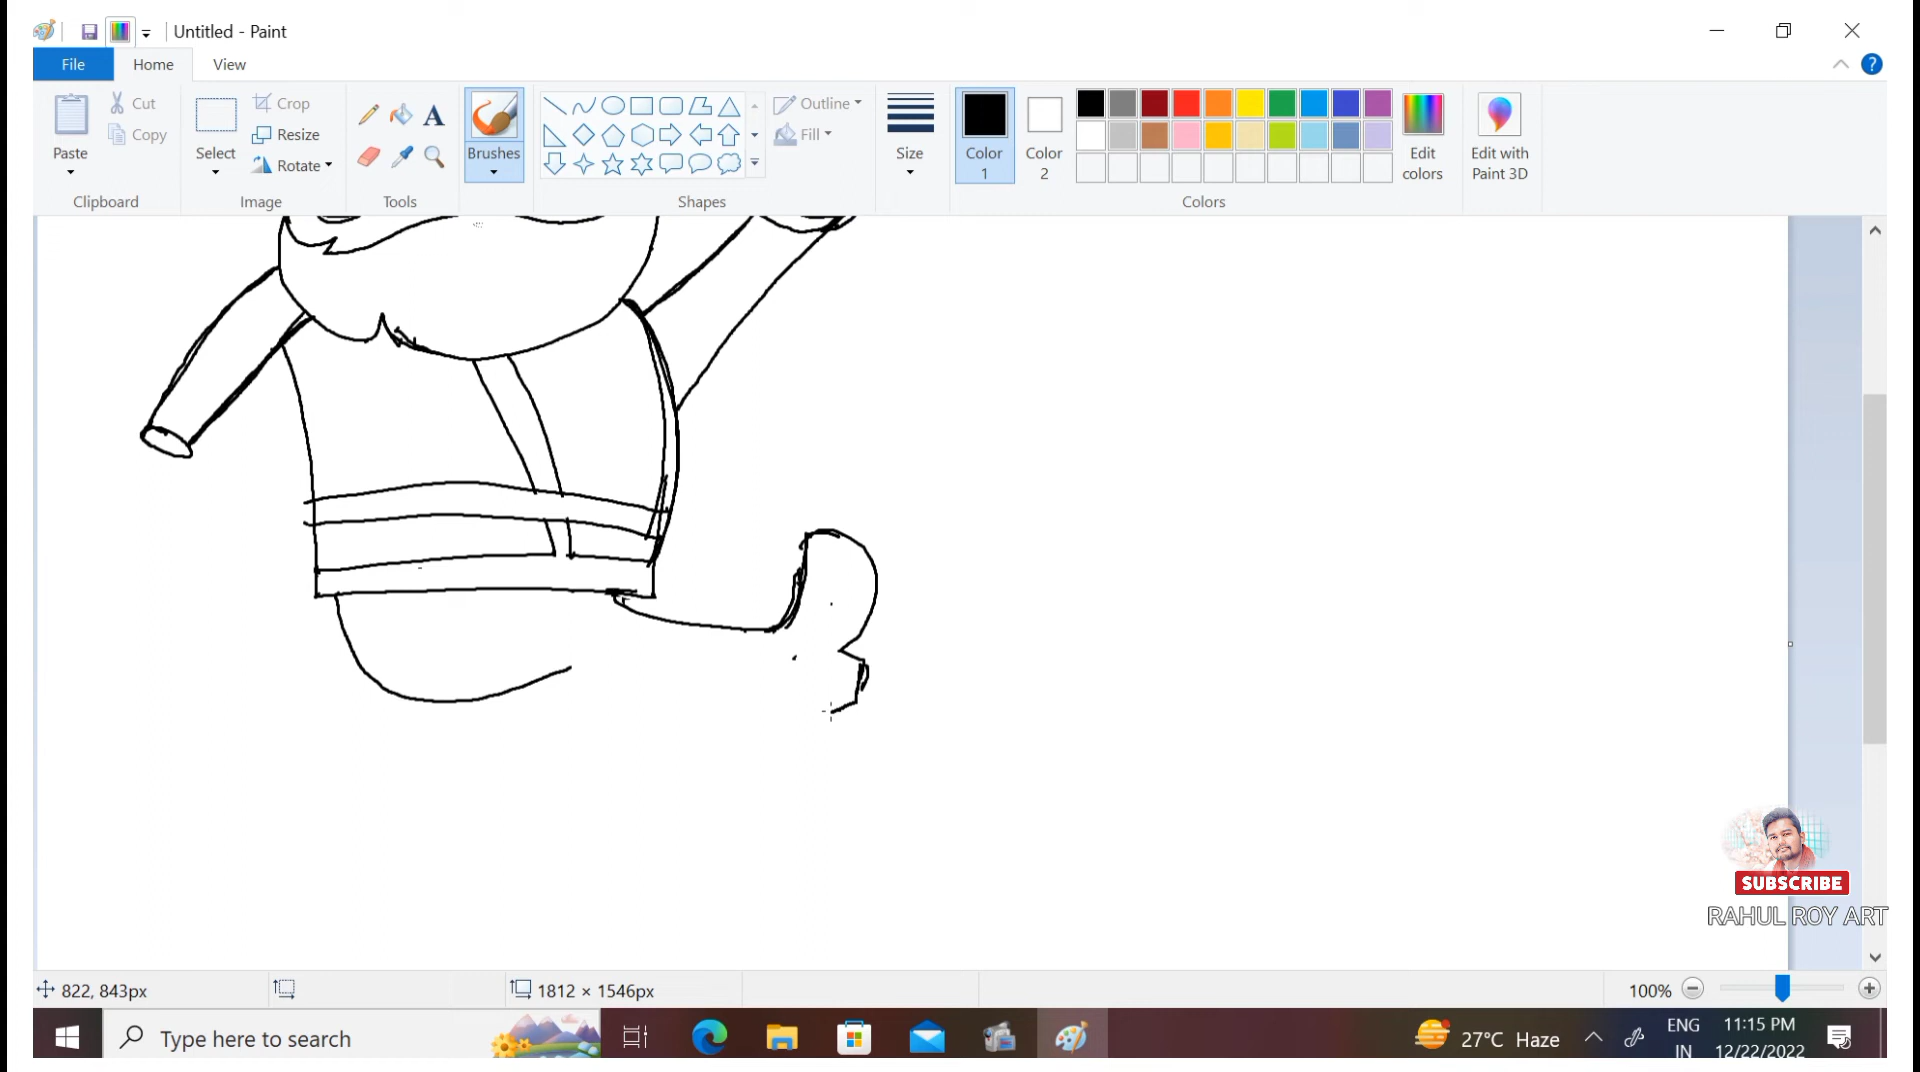 Untitled - Paint
File Home View
Paste Cut Copy Clipboard
Select Crop Resize Rotate Image
A Tools
Brushes
Outline Fill Shapes
Size
Color 1
Color 2
Edit colors Colors
Edit with Paint 3D
SUBSCRIBE
RAHUL ROY ART
822, 843px 1812 × 1546px 100%
Type here to search
27°C Haze ENG IN 11:15 PM 12/22/2022